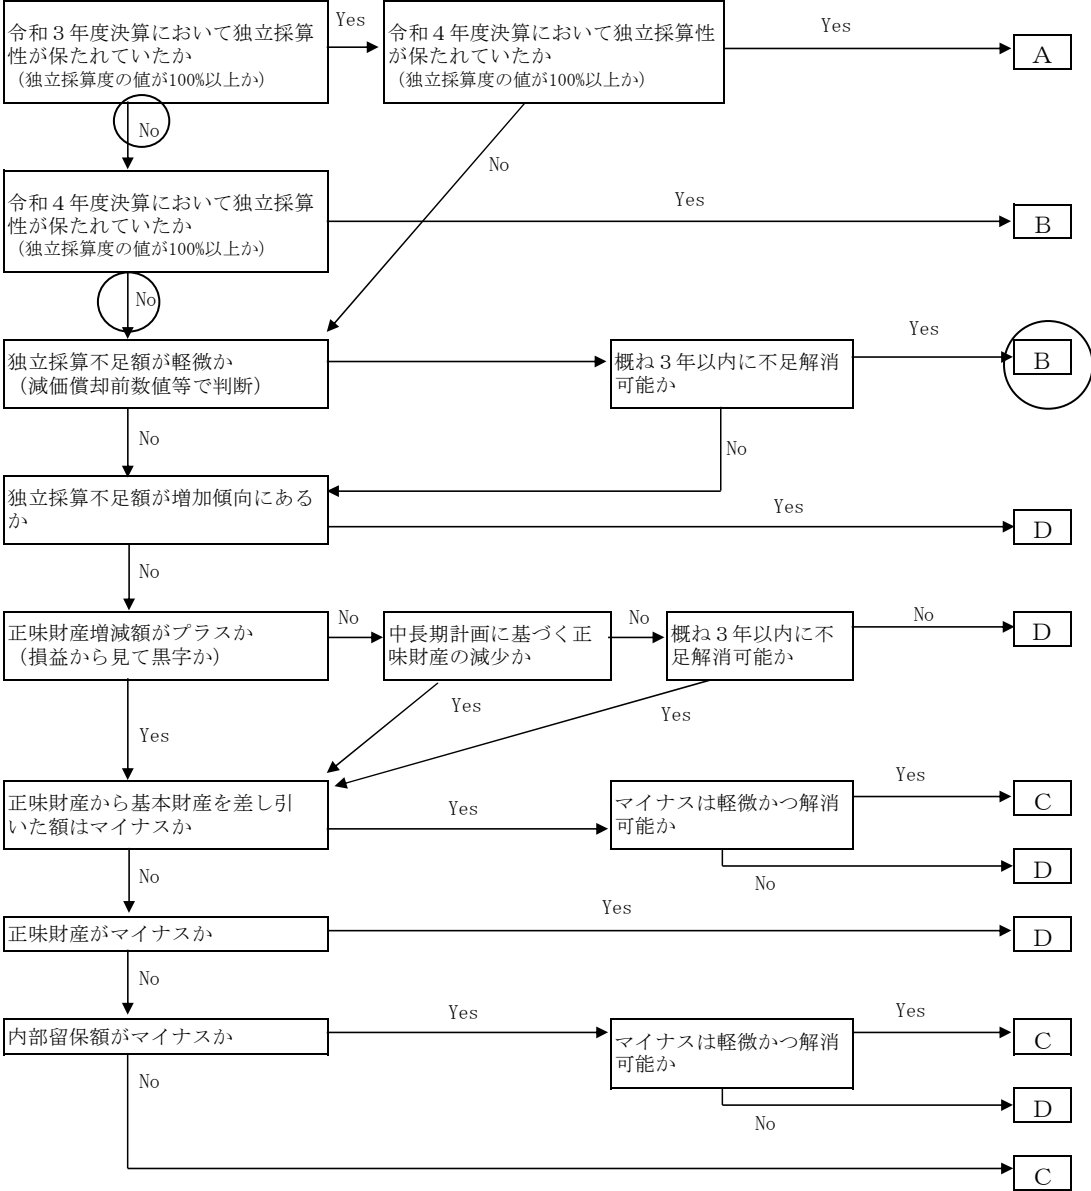 令和３年度決算において独立採算
性が保たれていたか
（独立採算度の値が100%以上か）
Yes
令和４年度決算において独立採算性
が保たれていたか
（独立採算度の値が100%以上か）
Yes
A
No
No
令和４年度決算において独立採算
性が保たれていたか
（独立採算度の値が100%以上か）
Yes
B
No
独立採算不足額が軽微か
（減価償却前数値等で判断）
概ね３年以内に不足解消
可能か
Yes
B
No
No
独立採算不足額が増加傾向にある
か
Yes
D
No
正味財産増減額がプラスか
（損益から見て黒字か）
No
中長期計画に基づく正
味財産の減少か
No
概ね３年以内に不
足解消可能か
No
D
Yes
Yes
Yes
正味財産から基本財産を差し引
いた額はマイナスか
Yes
マイナスは軽微かつ解消
可能か
Yes
C
No
D
No
正味財産がマイナスか
Yes
D
No
内部留保額がマイナスか
Yes
マイナスは軽微かつ解消
可能か
Yes
C
No
D
No
C